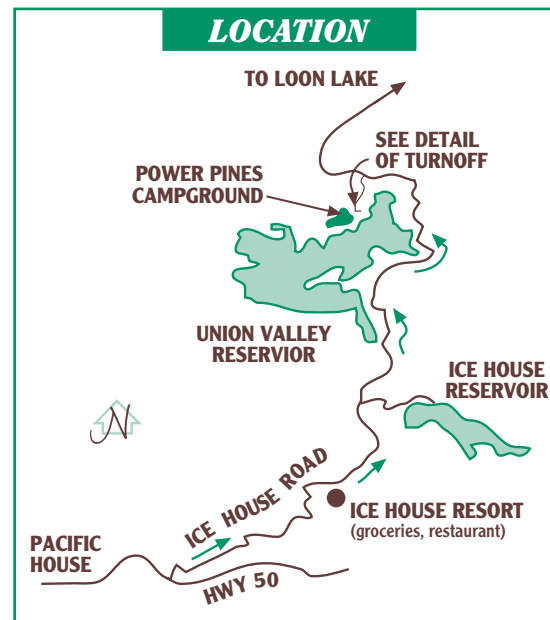 LOCATION
TO LOON LAKE
SEE DETAIL
OF TURNOFF
POWER PINES
CAMPGROUND
UNION VALLEY
RESERVIOR
ICE HOUSE
RESERVOIR
N
ICE HOUSE ROAD
ICE HOUSE RESORT
(groceries, restaurant)
PACIFIC
HOUSE
HWY 50